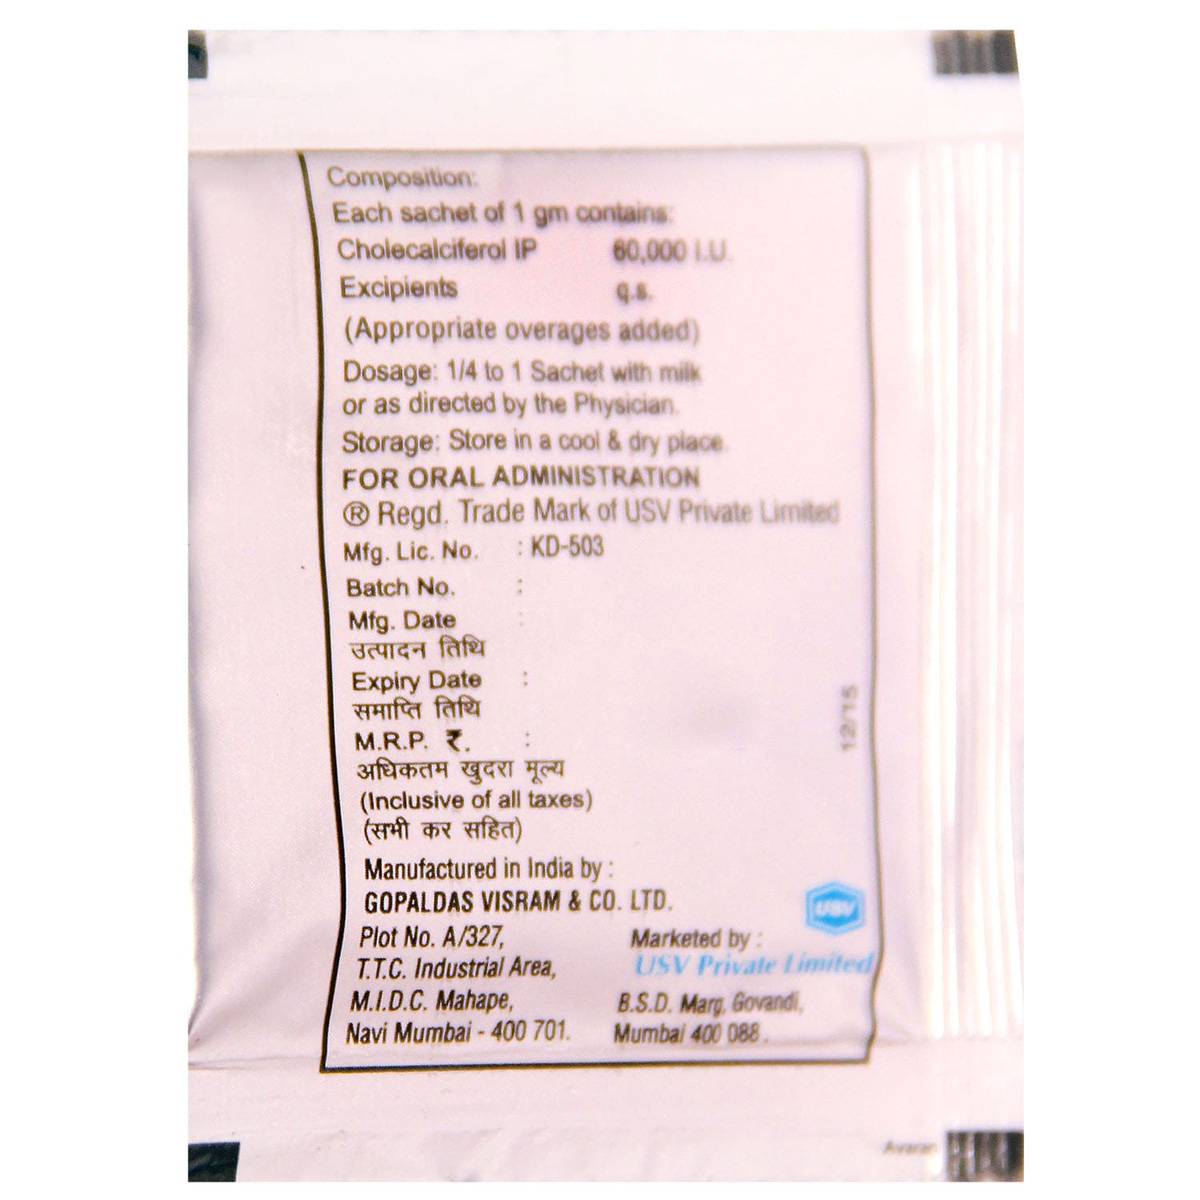 Composition:
Each sachet of 1 gm contains:
Cholecalciferol IP 60,000 I.U.
Excipients q.s.
(Appropriate overages added)
Dosage: 1/4 to 1 Sachet with milk
or as directed by the Physician.
Storage: Store in a cool & dry place.
FOR ORAL ADMINISTRATION
® Regd. Trade Mark of USV Private Limited
Mfg. Lic. No. : KD-503
Batch No. :
Mfg. Date :
उत्पादन तिथि
Expiry Date :
समाप्ति तिथि
M.R.P. ₹. :
अधिकतम खुदरा मूल्य
(Inclusive of all taxes)
(सभी कर सहित)
12/15
Manufactured in India by :
GOPALDAS VISRAM & CO. LTD.
Plot No. A/327,
T.T.C. Industrial Area,
M.I.D.C. Mahape,
Navi Mumbai - 400 701.
USV
Marketed by :
USV Private Limited
B.S.D. Marg, Govandi,
Mumbai 400 088.
Avaran